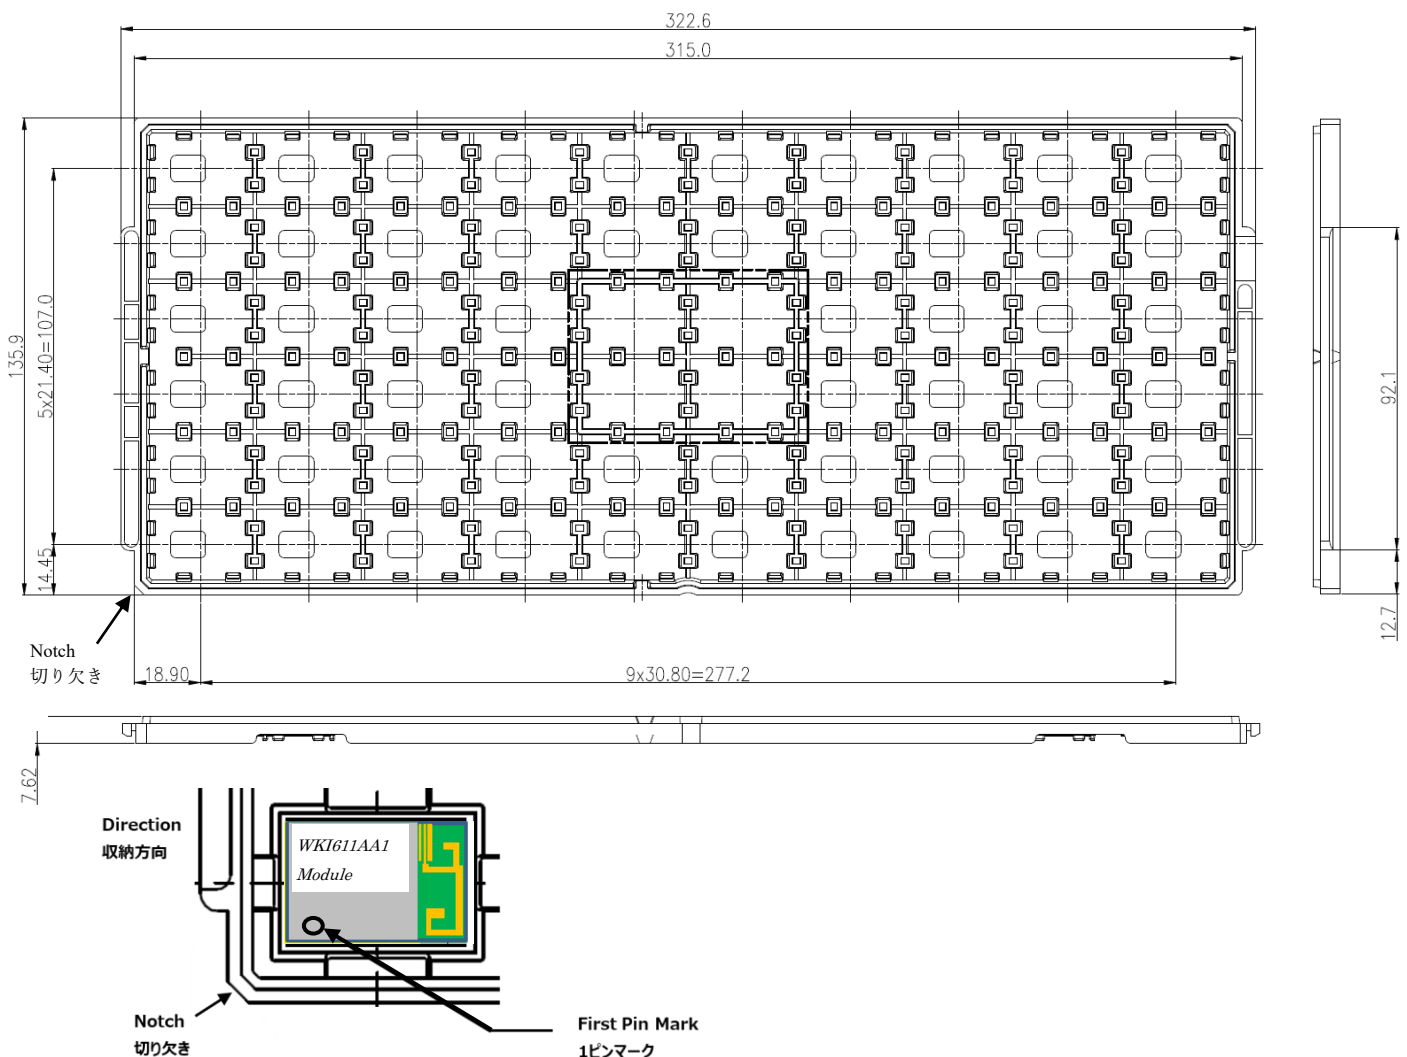 322.6
315.0
135.9
5x21.40=107.0
14.45
92.1
12.7
Notch
切り欠き
18.90
9x30.80=277.2
7.62
Direction
収納方向
WKI611AA1
Module
Notch
切り欠き
First Pin Mark
1ピンマーク